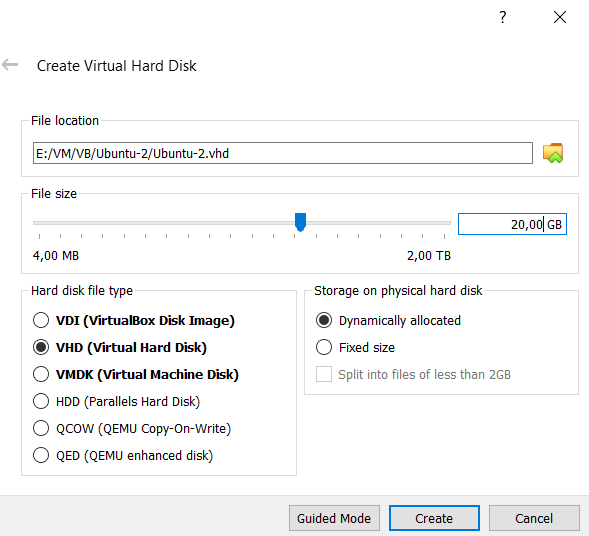 ?
Create Virtual Hard Disk
File location
E:/VM/VB/Ubuntu-2/Ubuntu-2.vhd
File size
20,00 GB
4,00 MB 2,00 TB
Hard disk file type
VDI (VirtualBox Disk Image)
VHD (Virtual Hard Disk)
VMDK (Virtual Machine Disk)
HDD (Parallels Hard Disk)
QCOW (QEMU Copy-On-Write)
QED (QEMU enhanced disk)
Storage on physical hard disk
Dynamically allocated
Fixed size
Split into files of less than 2GB
Guided Mode Create Cancel